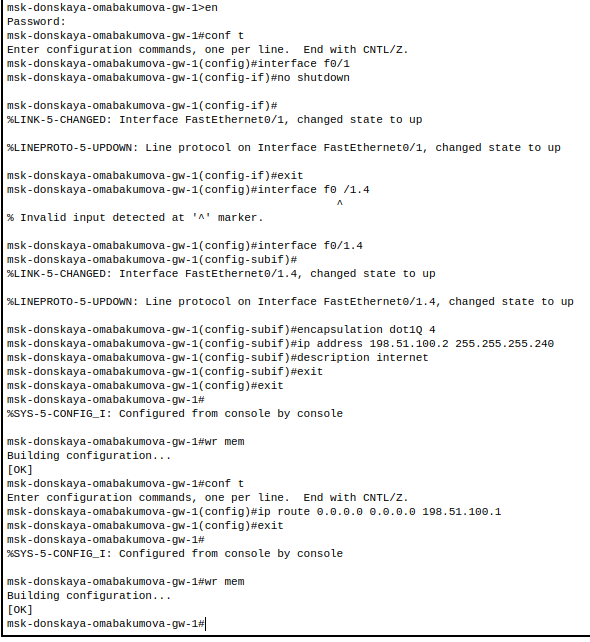 msk-donskaya-omabakumova-gw-1>en
Password:
msk-donskaya-omabakumova-gw-1#conf t
Enter configuration commands, one per line.  End with CNTL/Z.
msk-donskaya-omabakumova-gw-1(config)#interface f0/1
msk-donskaya-omabakumova-gw-1(config-if)#no shutdown

msk-donskaya-omabakumova-gw-1(config-if)#
%LINK-5-CHANGED: Interface FastEthernet0/1, changed state to up

%LINEPROTO-5-UPDOWN: Line protocol on Interface FastEthernet0/1, changed state to up

msk-donskaya-omabakumova-gw-1(config-if)#exit
msk-donskaya-omabakumova-gw-1(config)#interface f0 /1.4
                                                  ^
% Invalid input detected at '^' marker.

msk-donskaya-omabakumova-gw-1(config)#interface f0/1.4
msk-donskaya-omabakumova-gw-1(config-subif)#
%LINK-5-CHANGED: Interface FastEthernet0/1.4, changed state to up

%LINEPROTO-5-UPDOWN: Line protocol on Interface FastEthernet0/1.4, changed state to up

msk-donskaya-omabakumova-gw-1(config-subif)#encapsulation dot1Q 4
msk-donskaya-omabakumova-gw-1(config-subif)#ip address 198.51.100.2 255.255.255.240
msk-donskaya-omabakumova-gw-1(config-subif)#description internet
msk-donskaya-omabakumova-gw-1(config-subif)#exit
msk-donskaya-omabakumova-gw-1(config)#exit
msk-donskaya-omabakumova-gw-1#
%SYS-5-CONFIG_I: Configured from console by console

msk-donskaya-omabakumova-gw-1#wr mem
Building configuration...
[OK]
msk-donskaya-omabakumova-gw-1#conf t
Enter configuration commands, one per line.  End with CNTL/Z.
msk-donskaya-omabakumova-gw-1(config)#ip route 0.0.0.0 0.0.0.0 198.51.100.1
msk-donskaya-omabakumova-gw-1(config)#exit
msk-donskaya-omabakumova-gw-1#
%SYS-5-CONFIG_I: Configured from console by console

msk-donskaya-omabakumova-gw-1#wr mem
Building configuration...
[OK]
msk-donskaya-omabakumova-gw-1#